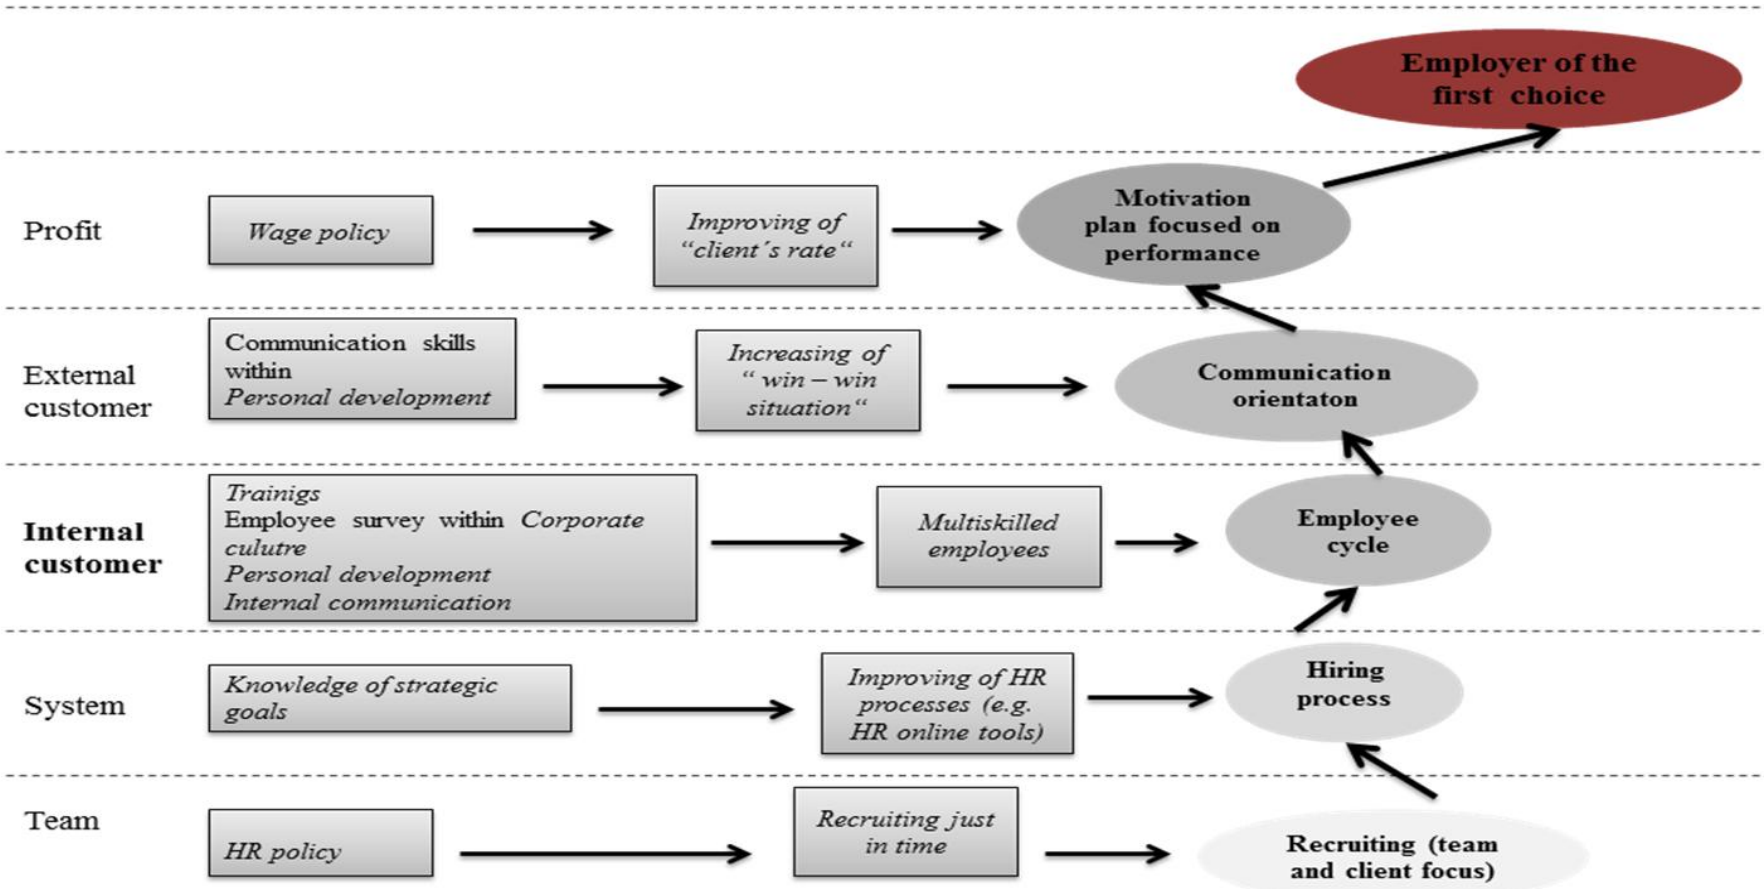 Employer of the
first choice
Profit
Wage policy
Improving of
“client´s rate“
Motivation
plan focused on
performance
External
customer
Communication skills
within
Personal development
Increasing of
“ win – win
situation“
Communication
orientaton
Internal
customer
Trainigs
Employee survey within Corporate
culutre
Personal development
Internal communication
Multiskilled
employees
Employee
cycle
System
Knowledge of strategic
goals
Improving of HR
processes (e.g.
HR online tools)
Hiring
process
Team
HR policy
Recruiting just
in time
Recruiting (team
and client focus)